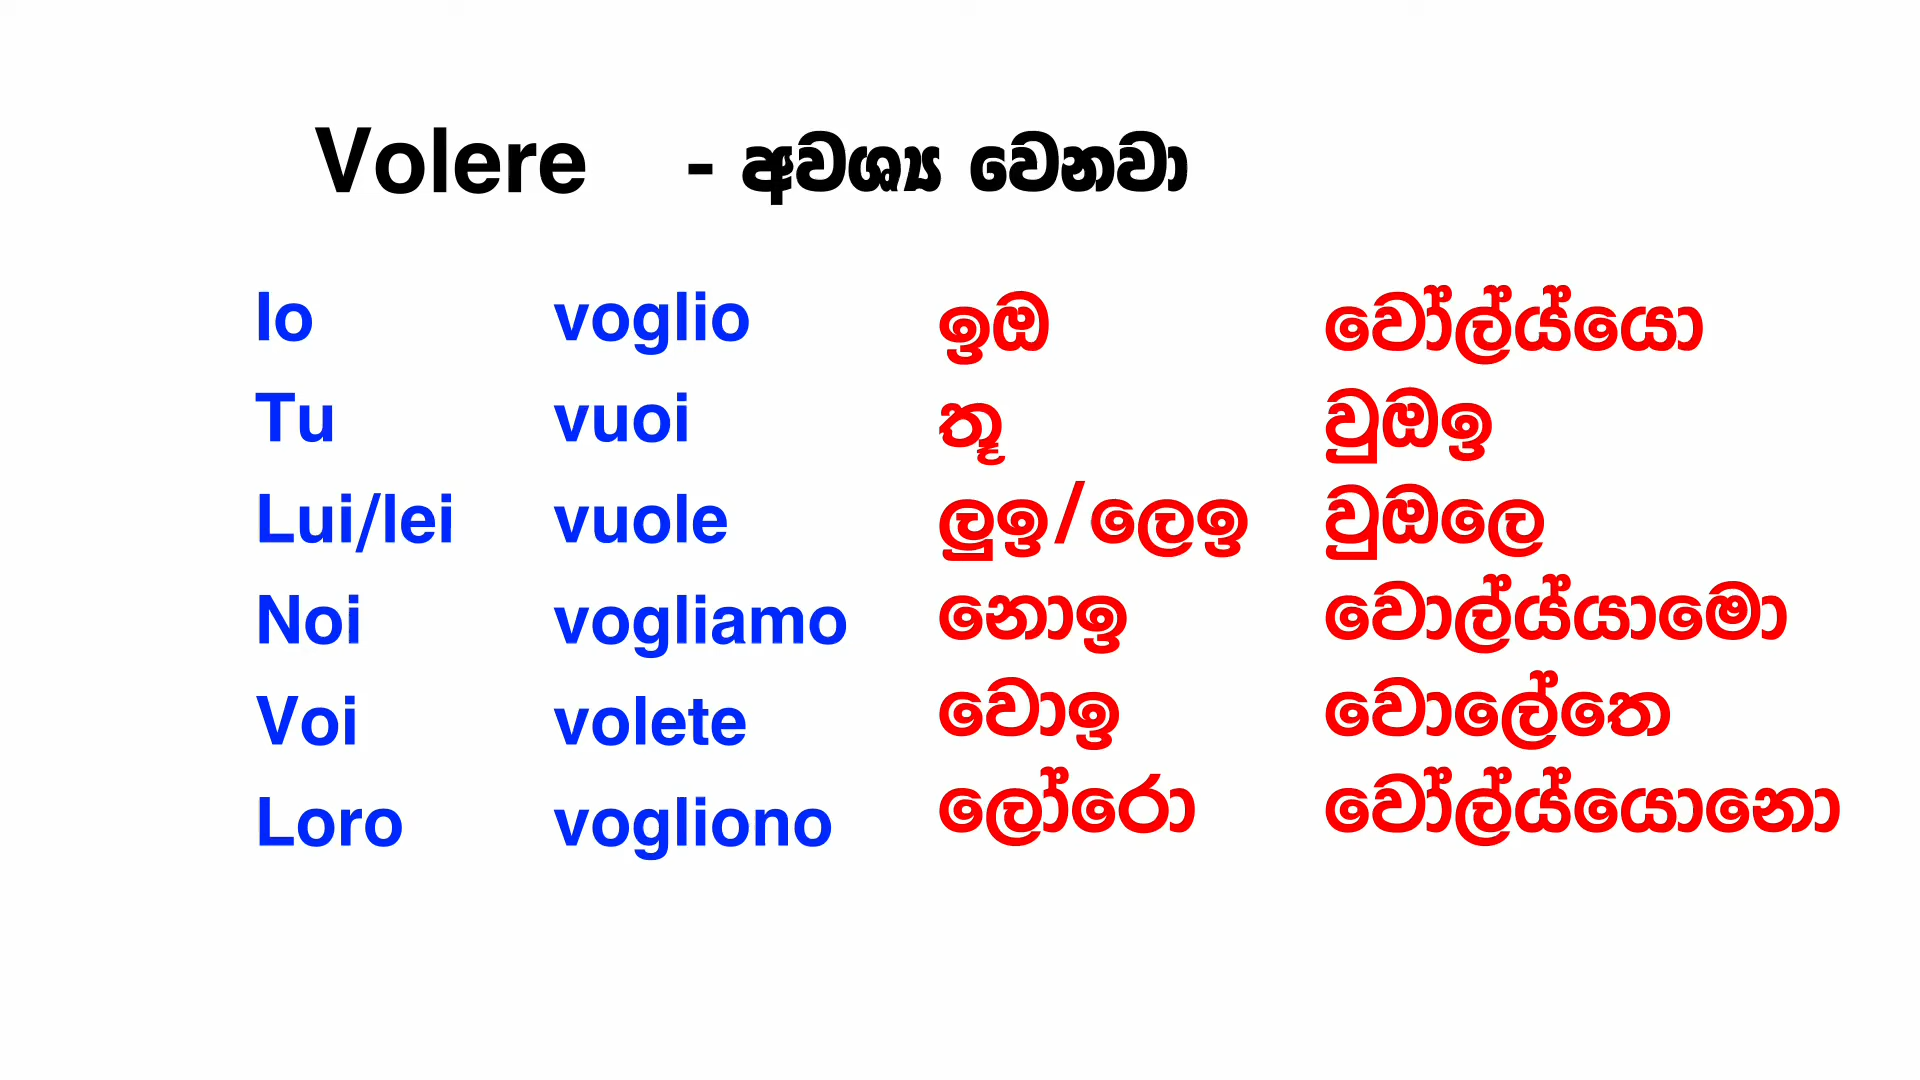 Volere - අවශ්‍ය වෙනවා
Io voglio ඉඔ වෝල්ය්යො
Tu vuoi තූ වුඔඉ
Lui/lei vuole ලුඉ/ලෙඉ වුඔලෙ
Noi vogliamo නොඉ වොල්ය්යාමො
Voi volete වොඉ වොලේතෙ
Loro vogliono ලෝරො වෝල්ය්යොනො